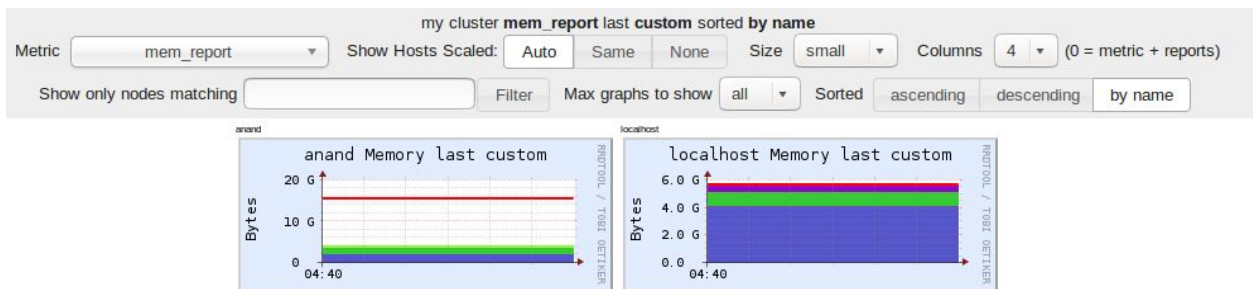 my cluster mem_report last custom sorted by name
Metric mem_report Show Hosts Scaled: Auto Same None Size small Columns 4 (0 = metric + reports)
Show only nodes matching Filter Max graphs to show all Sorted ascending descending by name
anand
anand Memory last custom
Bytes
20 G
10 G
0
04:40
RRDTOOL / TOBI OETIKER
localhost
localhost Memory last custom
Bytes
6.0 G
4.0 G
2.0 G
0.0
04:40
RRDTOOL / TOBI OETIKER